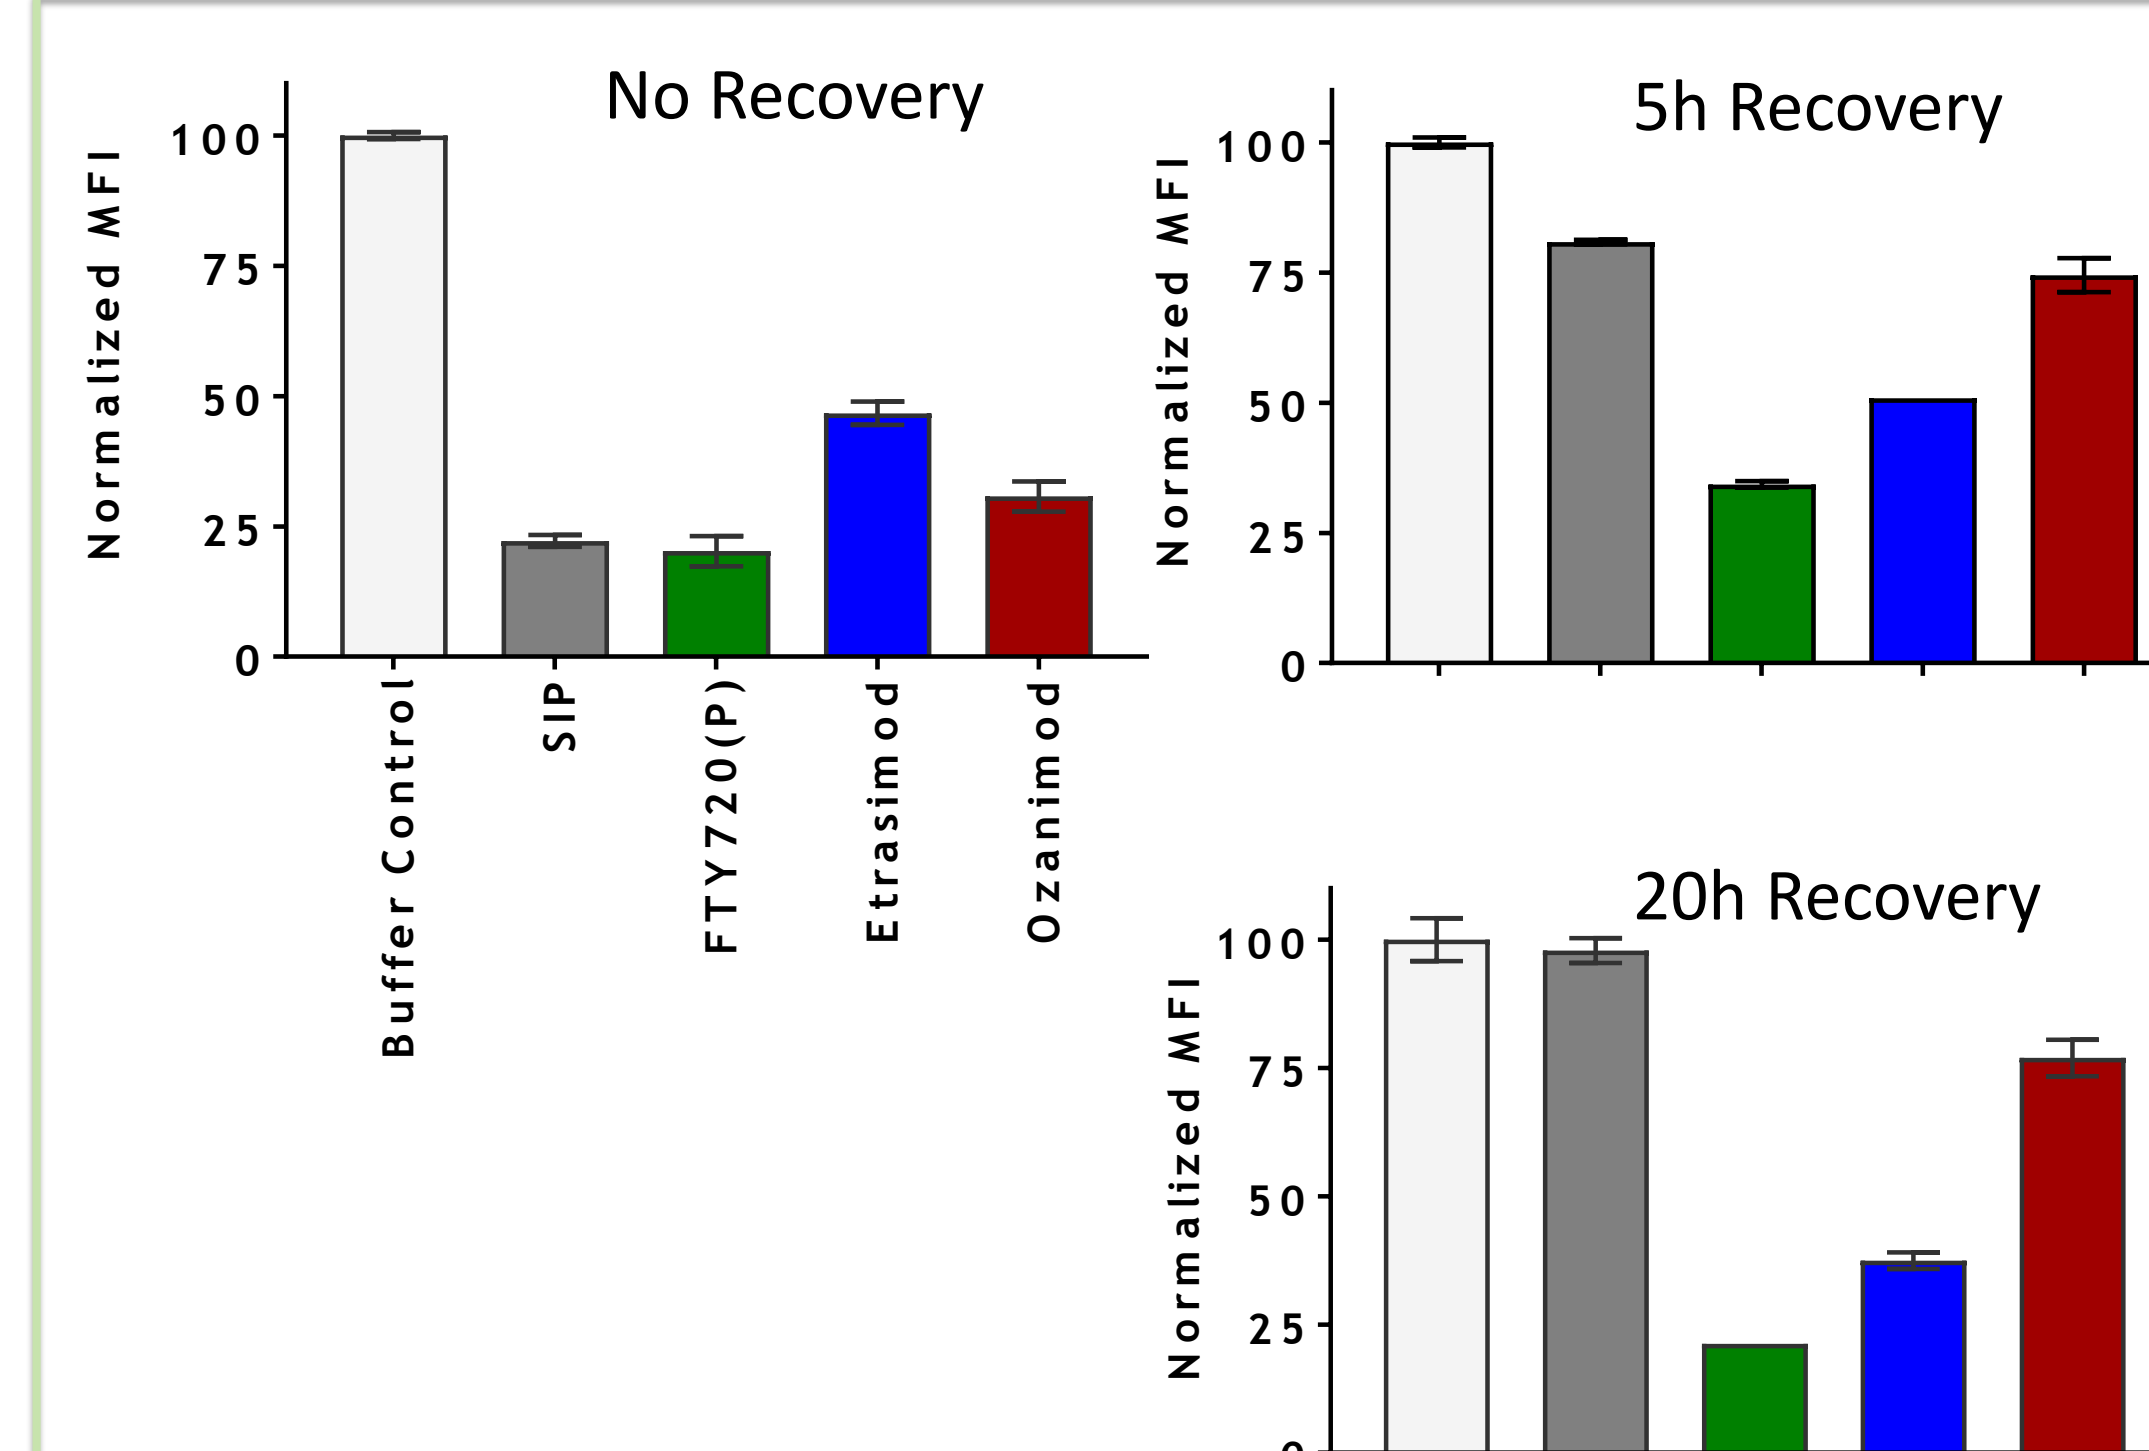 No Recovery
Normalized MFI
100
75
50
25
0
Buffer Control
SIP
FTY720(P)
Etrasimod
Ozanimod
5h Recovery
Normalized MFI
100
75
50
25
0
20h Recovery
Normalized MFI
100
75
50
25
0